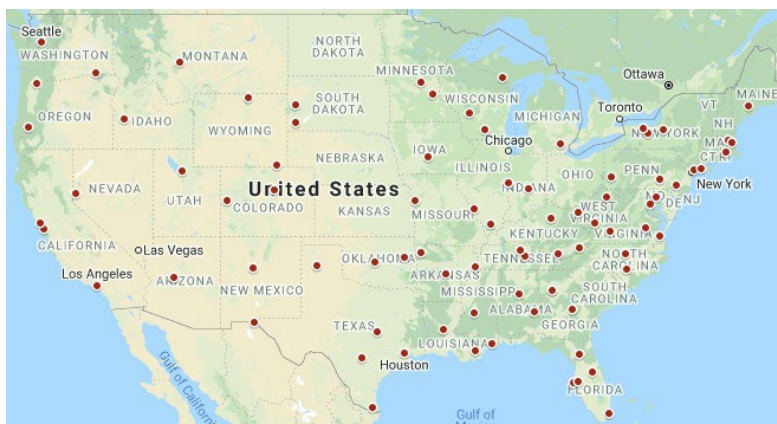 Seattle
WASHINGTON
MONTANA
NORTH
DAKOTA
MINNESOTA
Ottawa
OREGON
IDAHO
SOUTH
DAKOTA
WISCONSIN
MICHIGAN
Toronto
VT
MAINE
WYOMING
NEW YORK
NH
MA
CT RI
Chicago
IOWA
NEBRASKA
ILLINOIS
INDIANA
OHIO
PENN
New York
NEVADA
UTAH
COLORADO
United States
KANSAS
MISSOURI
WEST
VIRGINIA
MD
DE
NJ
KENTUCKY
VIRGINIA
CALIFORNIA
Las Vegas
Los Angeles
ARIZONA
NEW MEXICO
OKLAHOMA
ARKANSAS
TENNESSEE
NORTH
CAROLINA
MISSISSIPPI
ALABAMA
SOUTH
CAROLINA
GEORGIA
TEXAS
LOUISIANA
Houston
Gulf of
FLORIDA
Gulf of